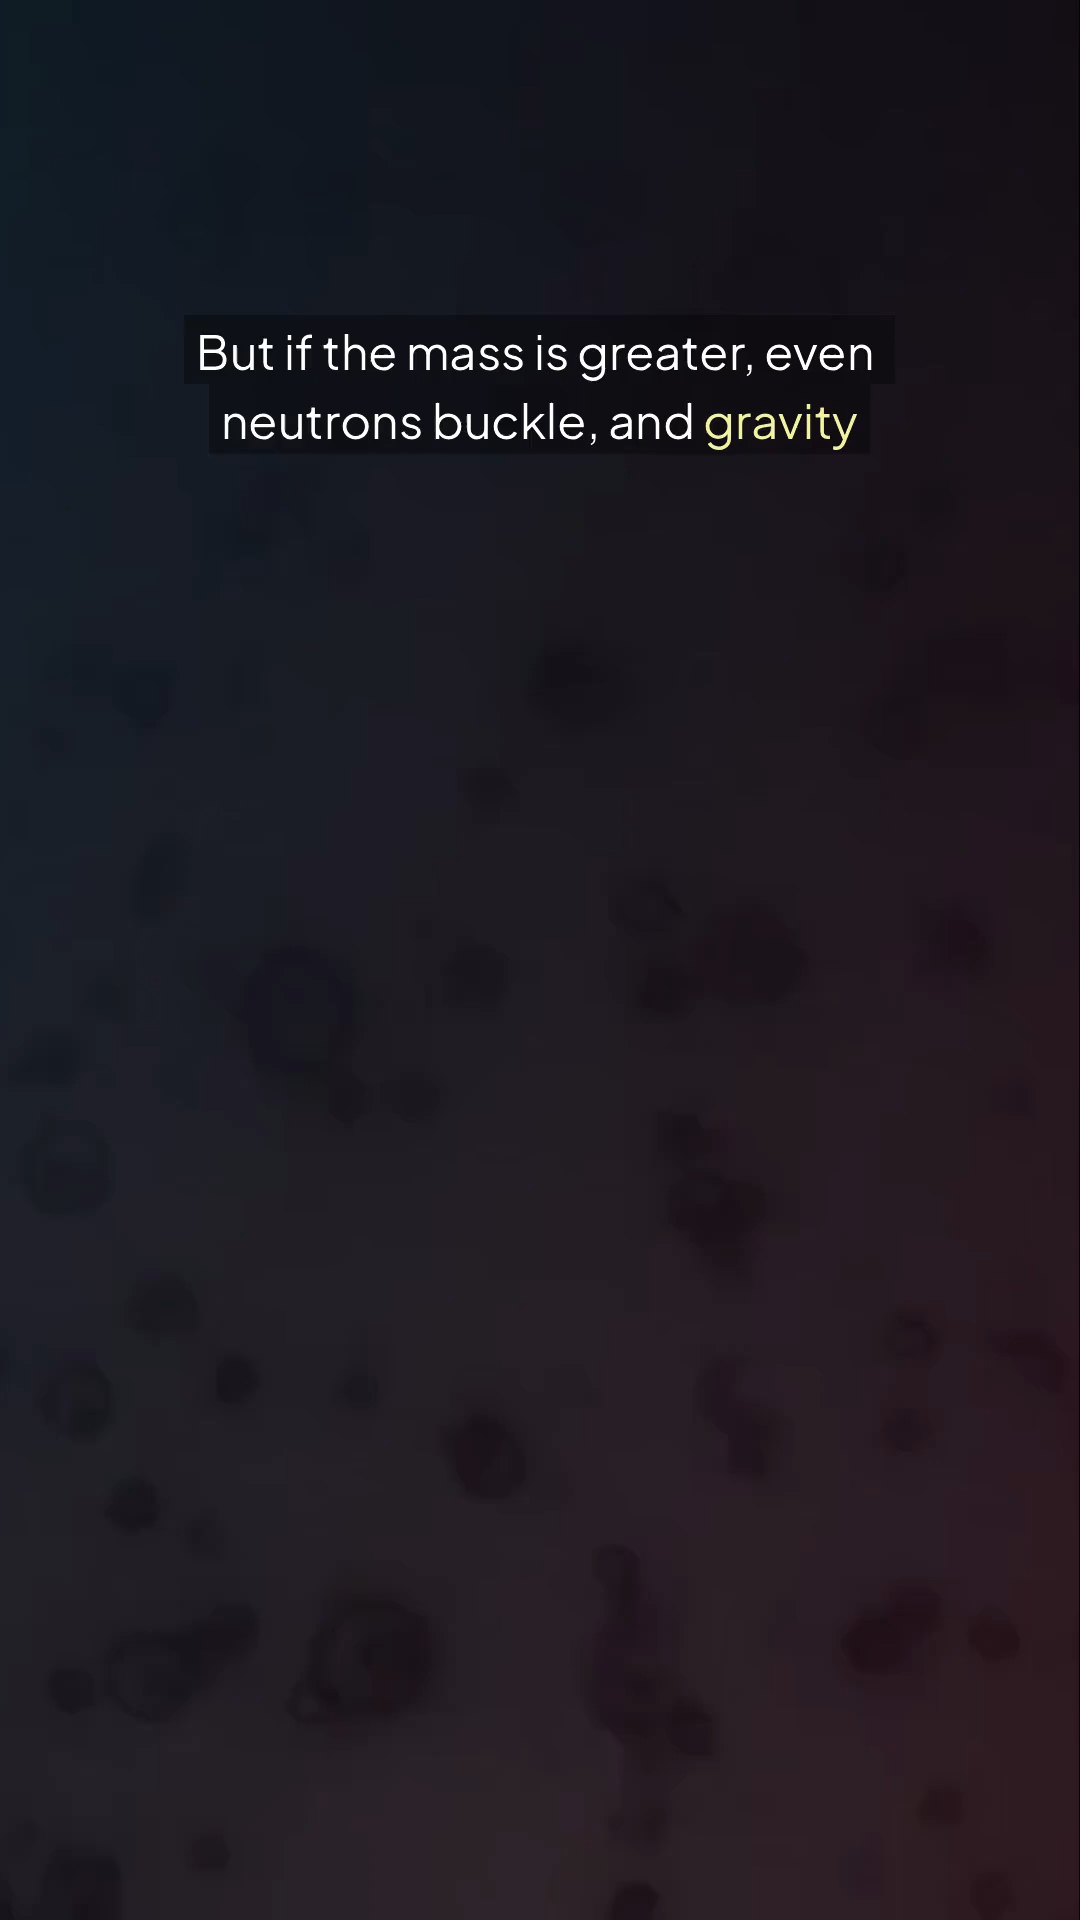 But if the mass is greater, even
neutrons buckle, and gravity